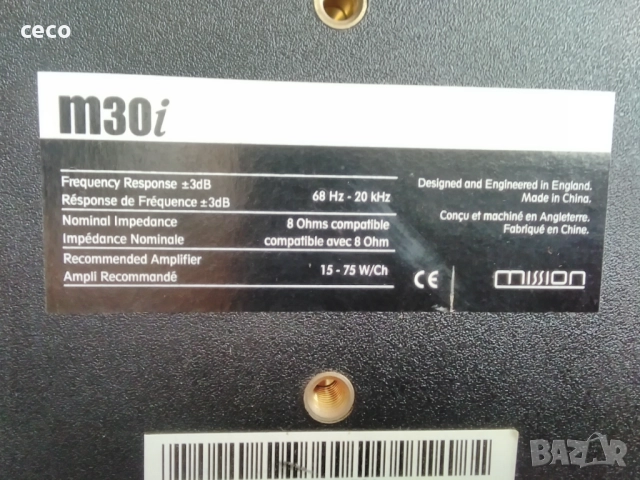 ceco
m30i
Frequency Response ±3dB
Résponse de Fréquence ±3dB
68 Hz - 20 kHz
Nominal Impedance
Impédance Nominale
8 Ohms compatible
compatible avec 8 Ohm
Recommended Amplifier
Ampli Recommandé
15 - 75 W/Ch
Designed and Engineered in England.
Made in China.
Conçu et machiné en Angleterre.
Fabriqué en Chine.
CE
mission
BAZAR